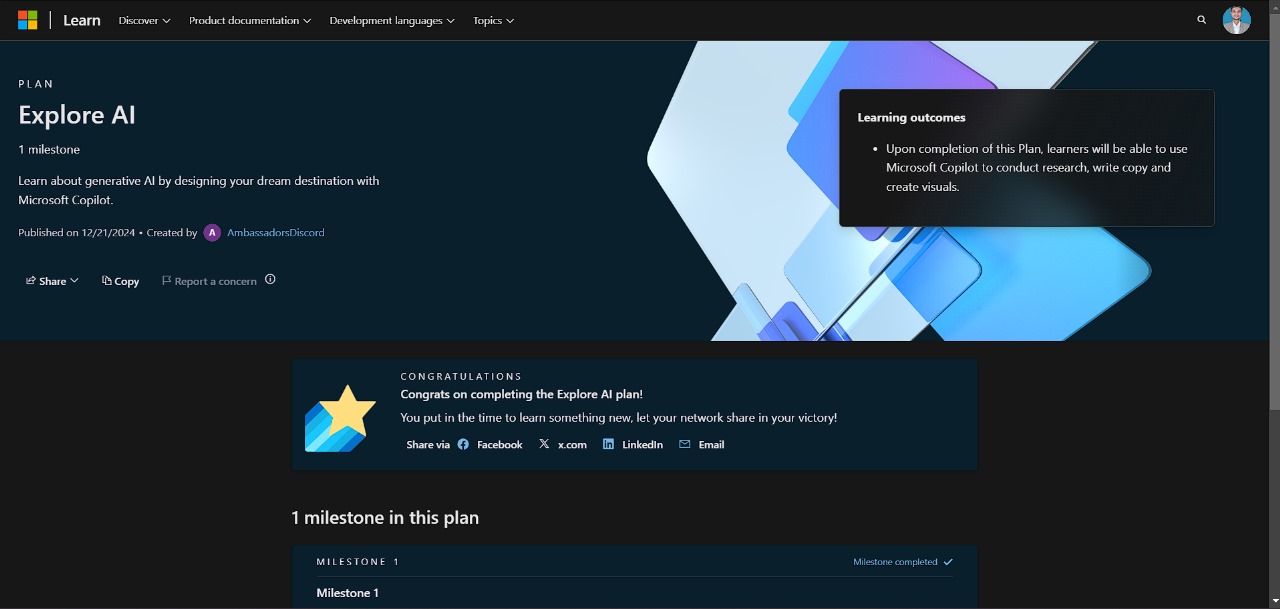 Learn
Discover
Product documentation
Development languages
Topics
PLAN
Explore AI
1 milestone
Learn about generative AI by designing your dream destination with
Microsoft Copilot.
Published on 12/21/2024 • Created by A AmbassadorsDiscord
Share
Copy
Report a concern
Learning outcomes
• Upon completion of this Plan, learners will be able to use
Microsoft Copilot to conduct research, write copy and
create visuals.
CONGRATULATIONS
Congrats on completing the Explore AI plan!
You put in the time to learn something new, let your network share in your victory!
Share via Facebook x.com LinkedIn Email
1 milestone in this plan
MILESTONE 1
Milestone completed
Milestone 1